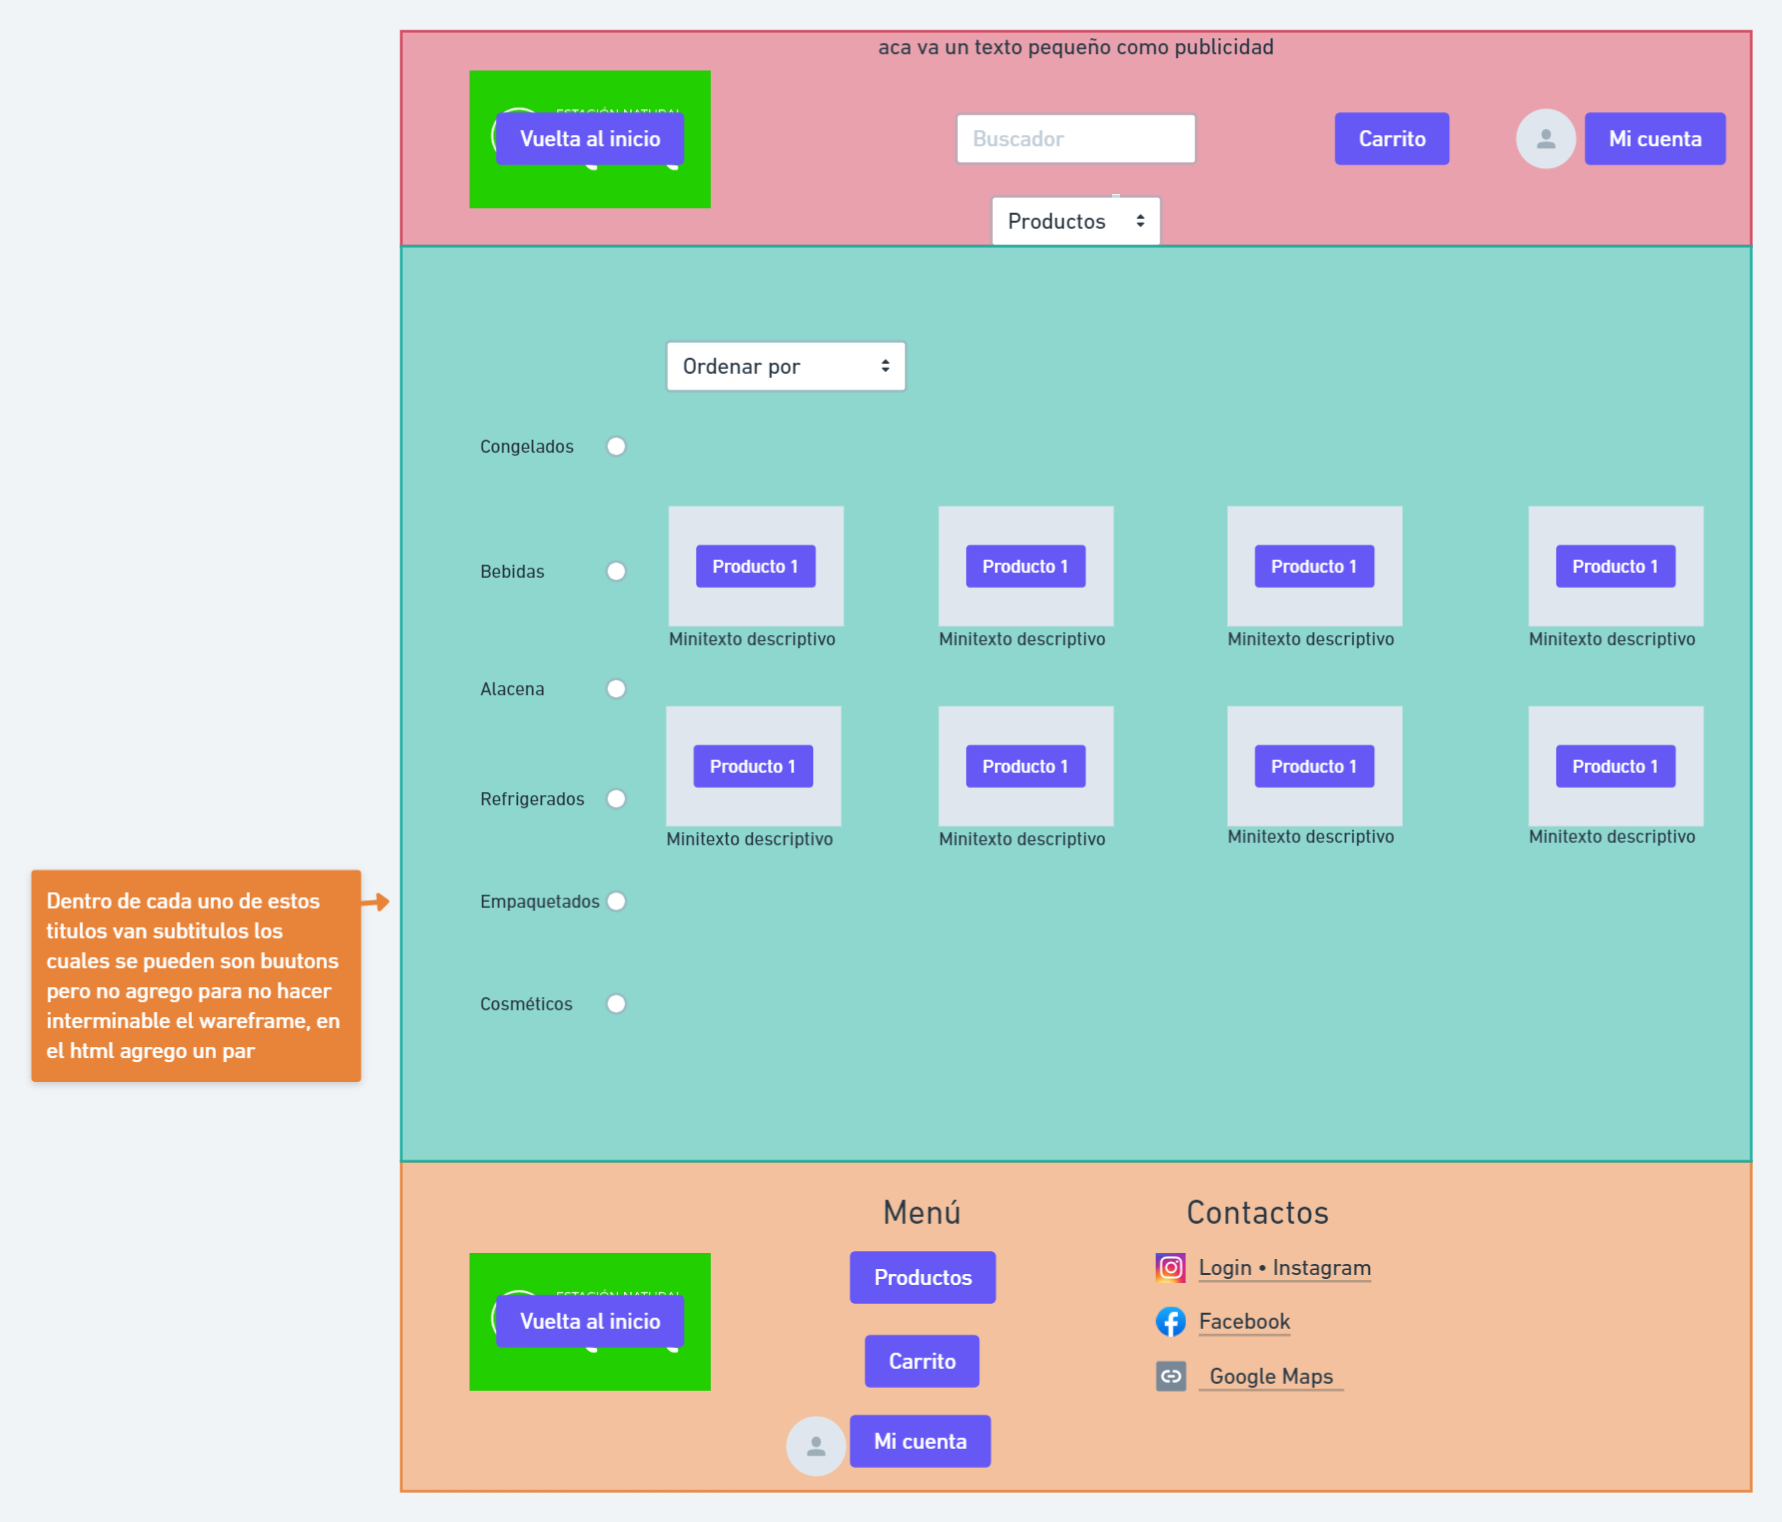 aca va un texto pequeño como publicidad
ESTACIÓN NATURAL
Vuelta al inicio
Buscador
Carrito
Mi cuenta
Productos
Ordenar por
Congelados
Bebidas
Producto 1
Producto 1
Producto 1
Producto 1
Minitexto descriptivo
Minitexto descriptivo
Minitexto descriptivo
Minitexto descriptivo
Alacena
Producto 1
Producto 1
Producto 1
Producto 1
Refrigerados
Minitexto descriptivo
Minitexto descriptivo
Minitexto descriptivo
Minitexto descriptivo
Empaquetados
Cosméticos
Dentro de cada uno de estos
titulos van subtitulos los
cuales se pueden son buutons
pero no agrego para no hacer
interminable el wareframe, en
el html agrego un par
ESTACIÓN NATURAL
Vuelta al inicio
Menú
Productos
Carrito
Mi cuenta
Contactos
Login • Instagram
Facebook
Google Maps